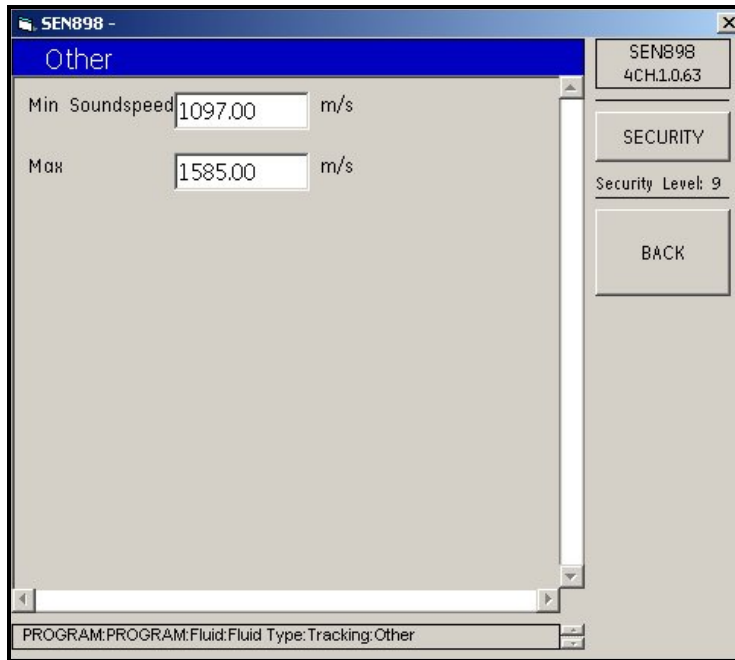 SEN898 -
Other
SEN898
4CH.1.0.63
Min Soundspeed 1097.00 m/s
SECURITY
Max 1585.00 m/s
Security Level: 9
BACK
PROGRAM:PROGRAM:Fluid:Fluid Type:Tracking:Other